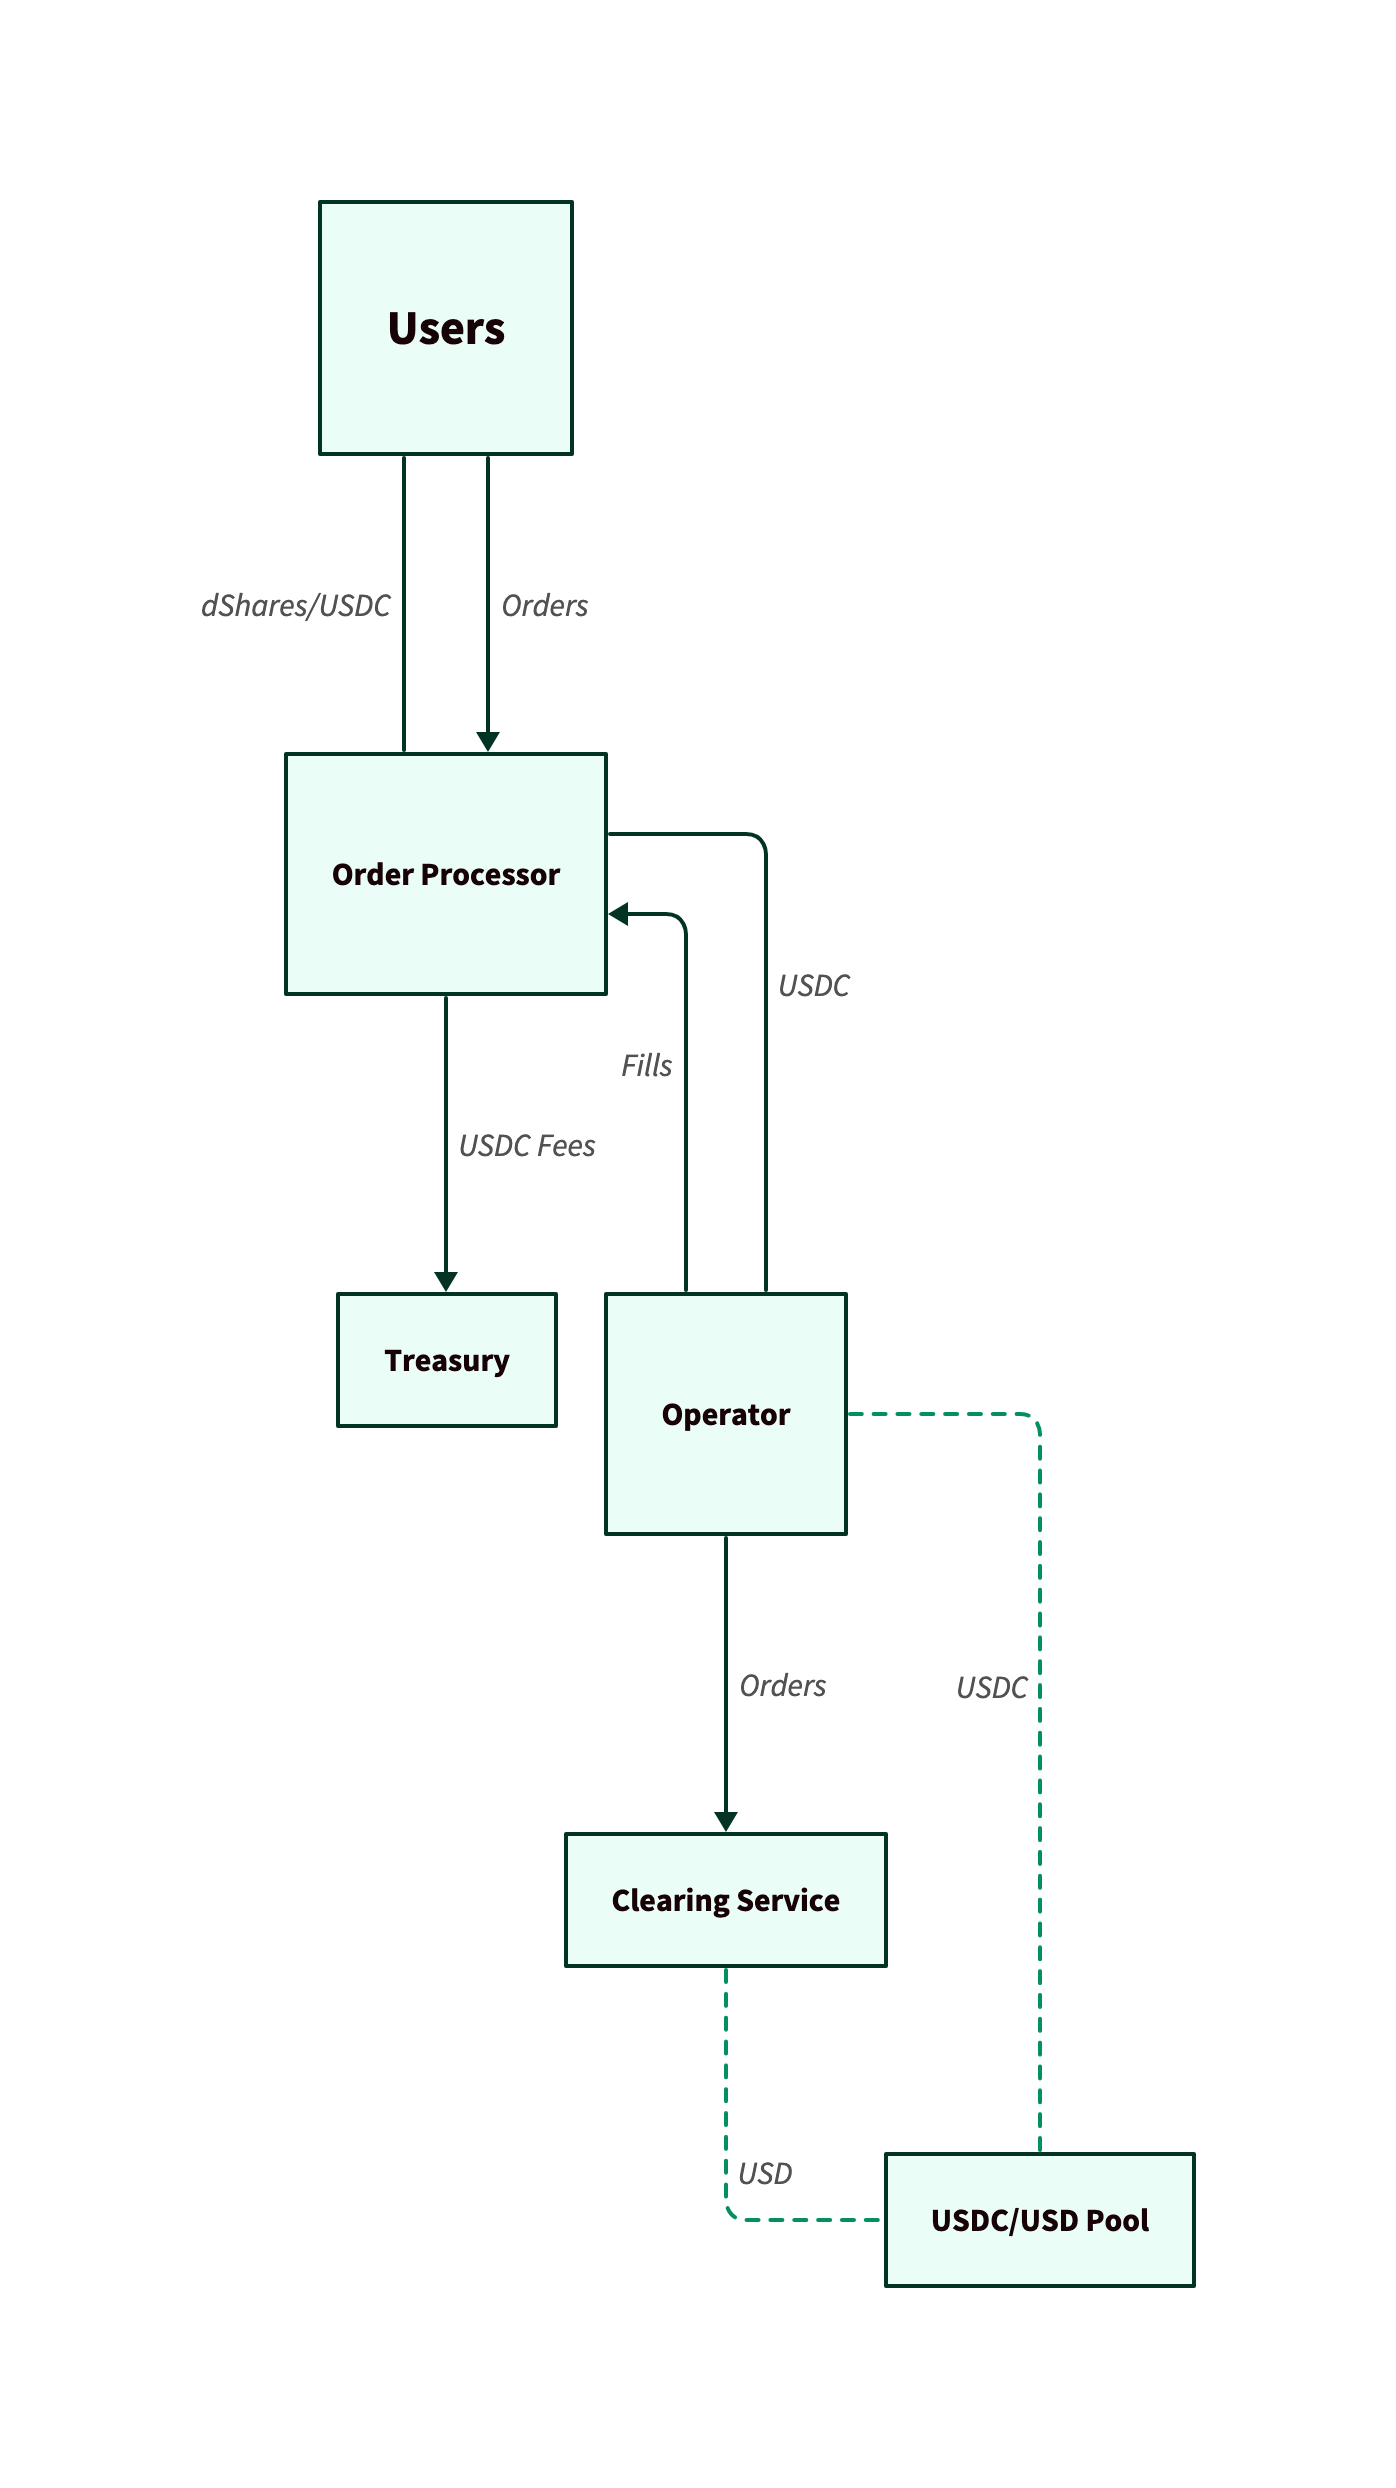 Users
dShares/USDC
Orders
Order Processor
USDC
Fills
USDC Fees
Treasury
Operator
Orders
USDC
Clearing Service
USD
USDC/USD Pool